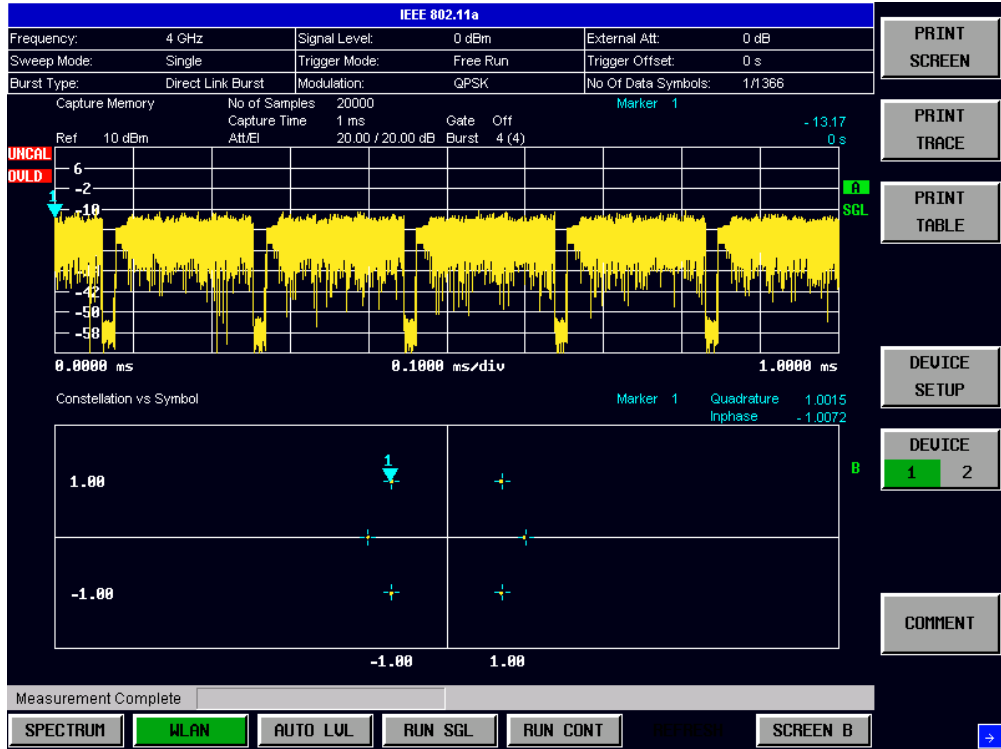 IEEE 802.11a
Frequency: 4 GHz Signal Level: 0 dBm External Att: 0 dB
Sweep Mode: Single Trigger Mode: Free Run Trigger Offset: 0 s
Burst Type: Direct Link Burst Modulation: QPSK No Of Data Symbols: 1/1366
Capture Memory No of Samples 20000 Marker 1
Capture Time 1 ms Gate Off - 13.17
Ref 10 dBm Att/El 20.00 / 20.00 dB Burst 4 (4) 0 s
UNCAL
OVLD
6
-2
1
-10
A
SGL
-42
-50
-58
0.0000 ms 0.1000 ms/div 1.0000 ms
Constellation vs Symbol Marker 1 Quadrature 1.0015
Inphase - 1.0072
1
1.00
B
-1.00
-1.00 1.00
Measurement Complete
SPECTRUM WLAN AUTO LVL RUN SGL RUN CONT SCREEN B
PRINT
SCREEN
PRINT
TRACE
PRINT
TABLE
DEVICE
SETUP
DEVICE
1 2
COMMENT